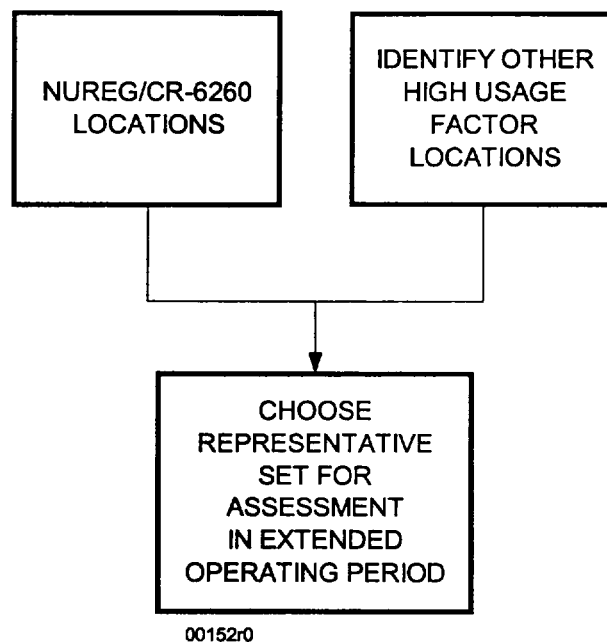 NUREG/CR-6260
LOCATIONS
IDENTIFY OTHER
HIGH USAGE
FACTOR
LOCATIONS
CHOOSE
REPRESENTATIVE
SET FOR
ASSESSMENT
IN EXTENDED
OPERATING PERIOD
00152r0